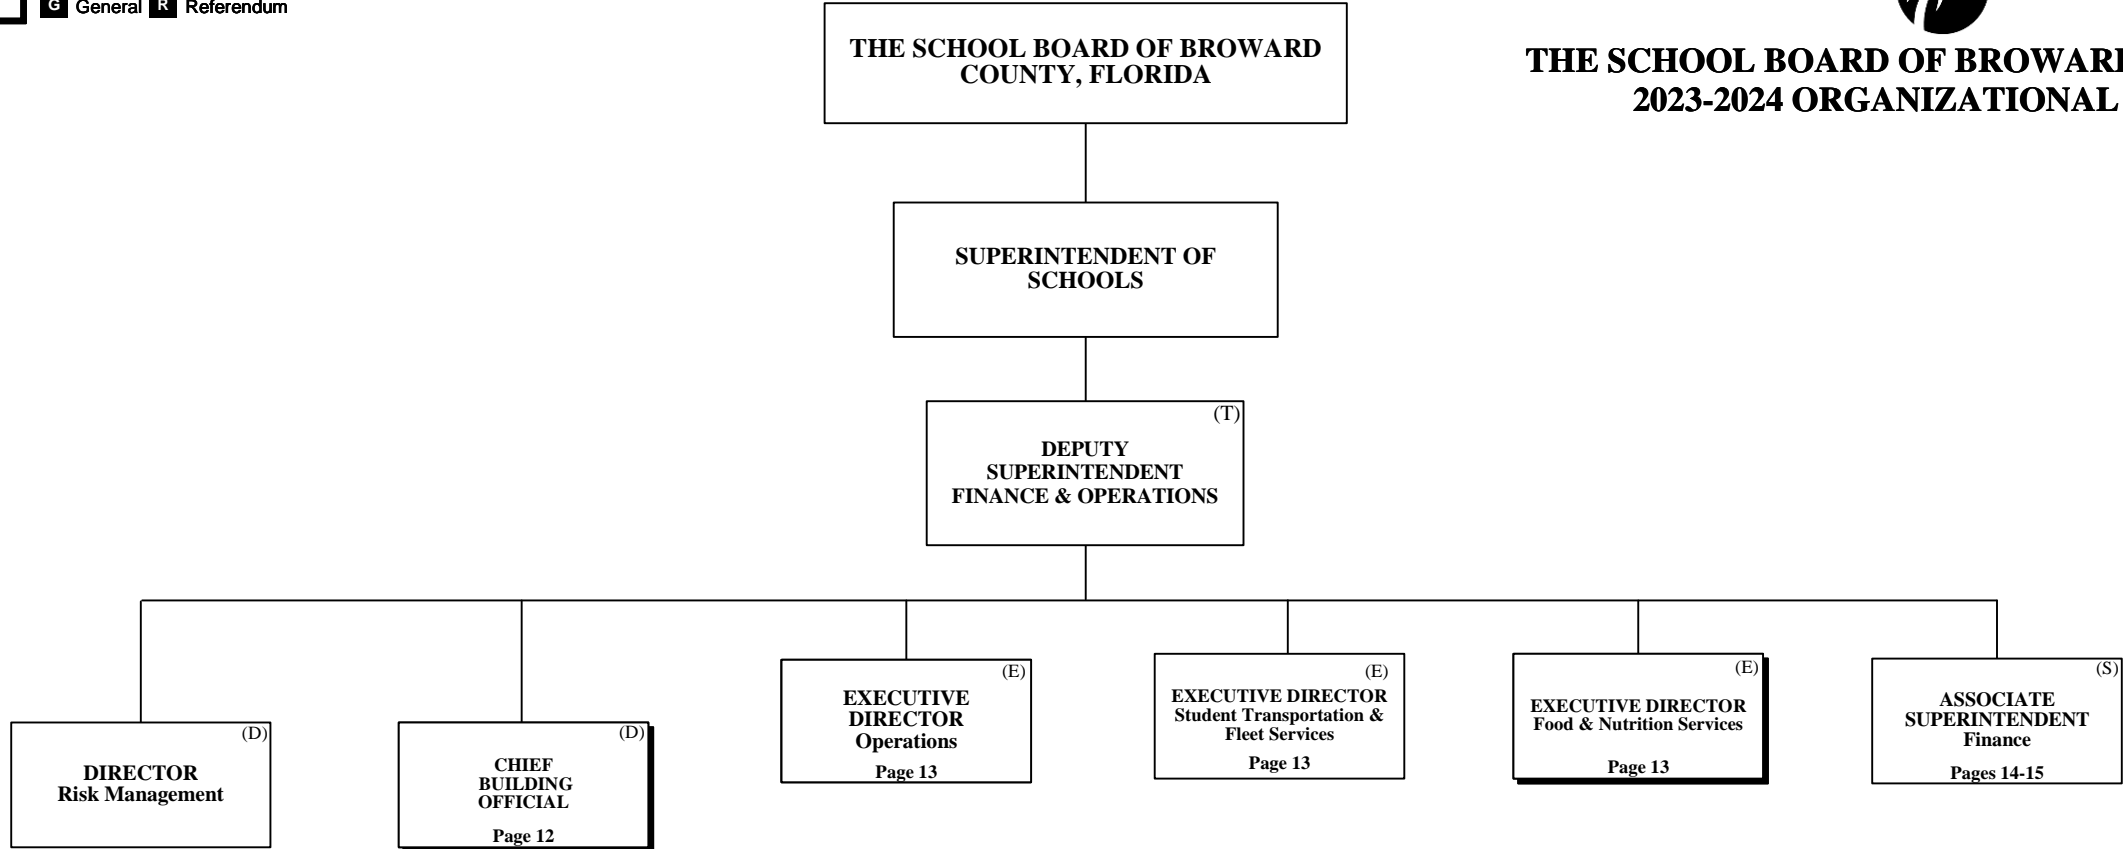 G General R Referendum
THE SCHOOL BOARD OF BROWARD
COUNTY, FLORIDA
THE SCHOOL BOARD OF
2023-2024 ORGANIZATIONAL
SUPERINTENDENT OF
SCHOOLS
(T)
DEPUTY
SUPERINTENDENT
FINANCE & OPERATIONS
(D)
DIRECTOR
Risk Management
(D)
CHIEF
BUILDING
OFFICIAL
Page 12
(E)
EXECUTIVE
DIRECTOR
Operations
Page 13
(E)
EXECUTIVE DIRECTOR
Student Transportation &
Fleet Services
Page 13
(E)
EXECUTIVE DIRECTOR
Food & Nutrition Services
Page 13
(S)
ASSOCIATE
SUPERINTENDENT
Finance
Pages 14-15